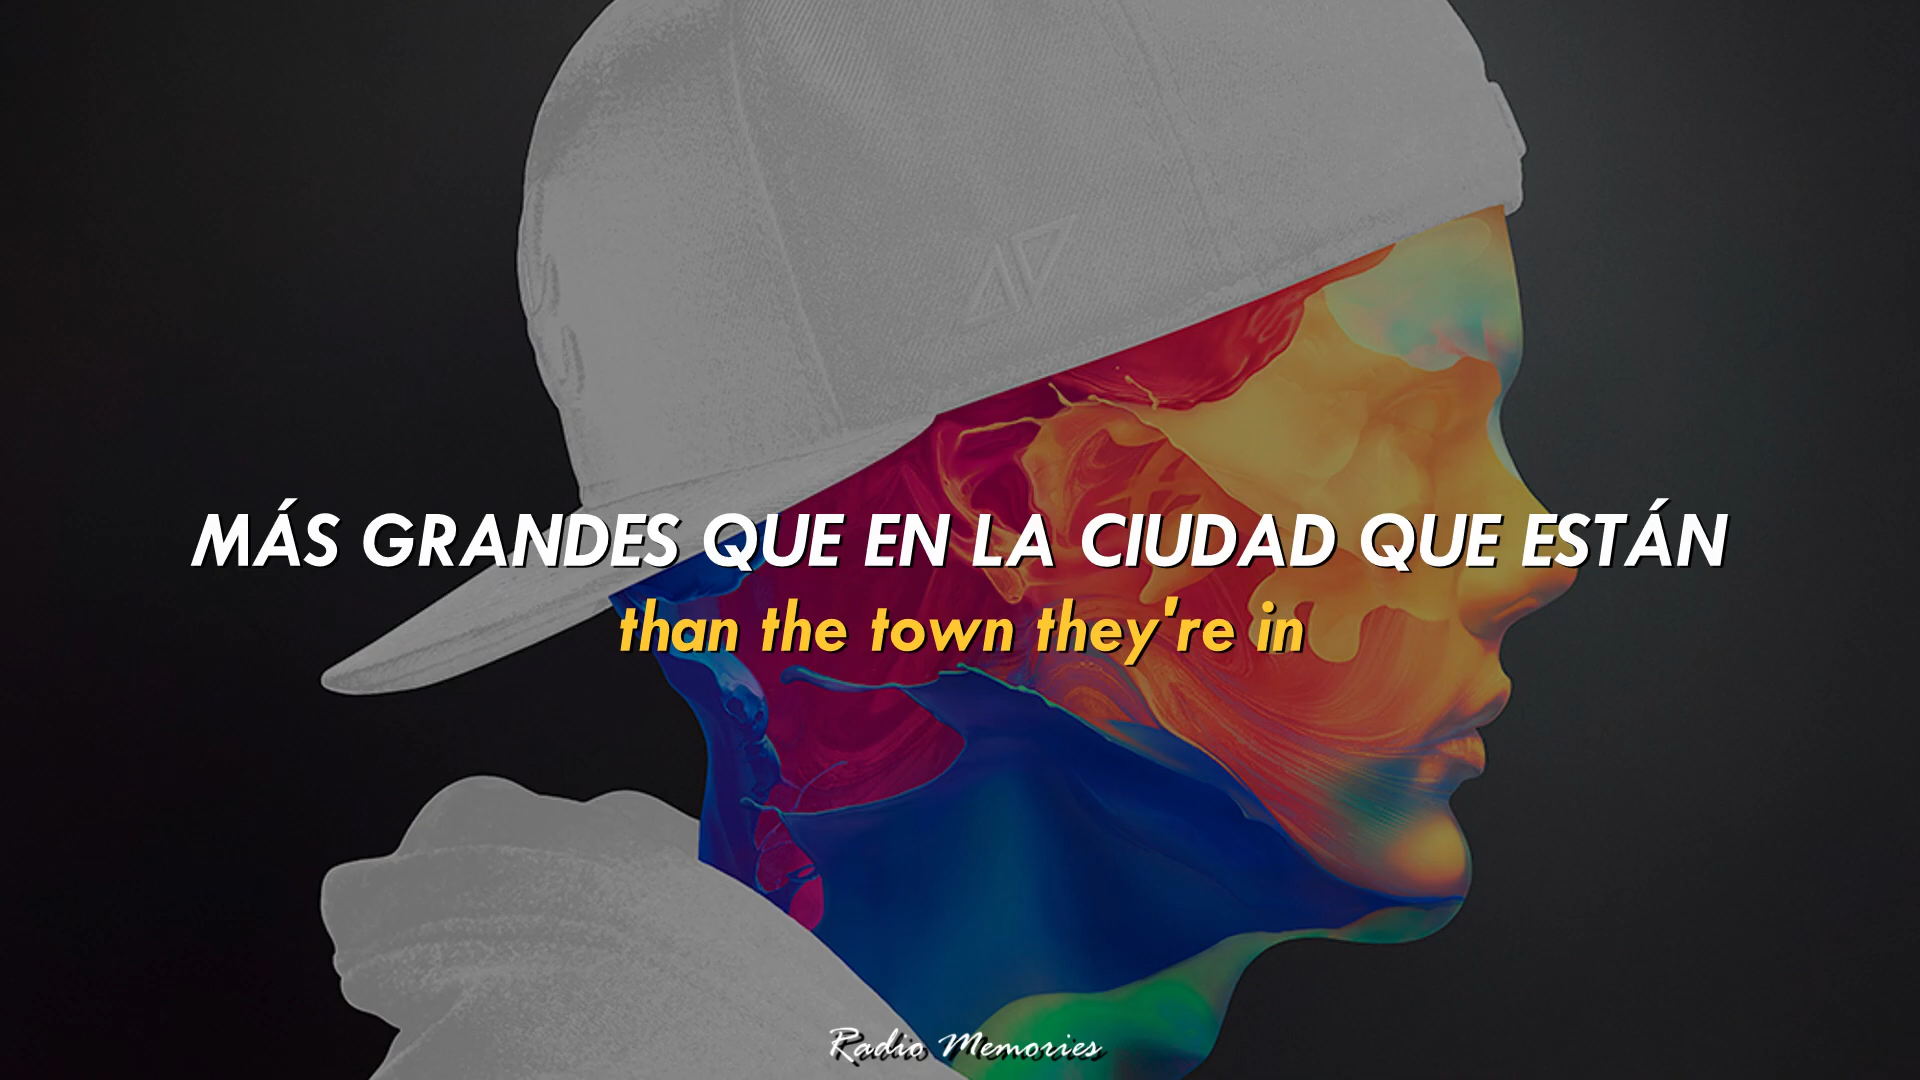 MÁS GRANDES QUE EN LA CIUDAD QUE ESTÁN
than the town they're in
Radio Memories